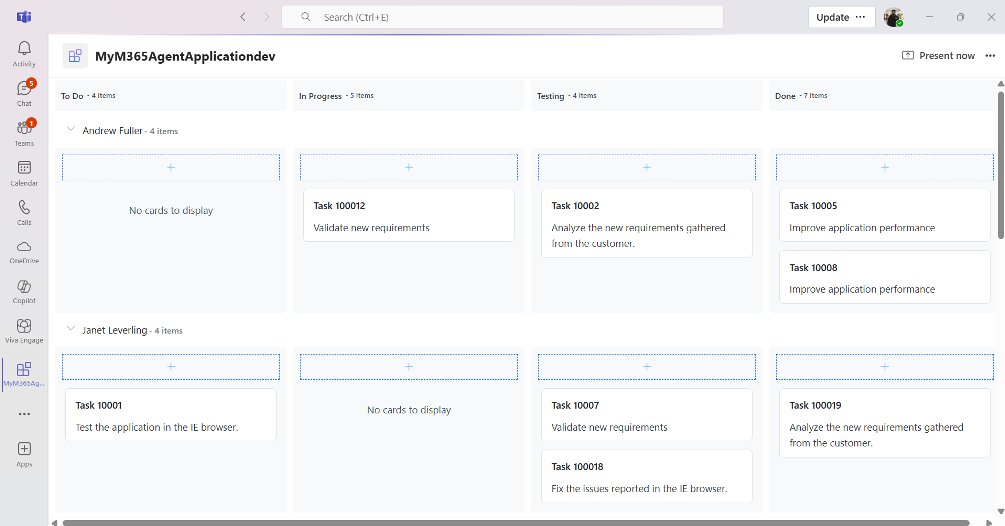 Search (Ctrl+E)
Update
Activity
5
Chat
1
Teams
Calendar
Calls
OneDrive
Copilot
Viva Engage
MyM365Ag...
Apps
MyM365AgentApplicationdev
Present now
To Do - 4 items
In Progress - 5 items
Testing - 4 items
Done - 7 items
Andrew Fuller - 4 items
No cards to display
Task 100012
Validate new requirements
Task 10002
Analyze the new requirements gathered
from the customer.
Task 10005
Improve application performance
Task 10008
Improve application performance
Janet Leverling - 4 items
Task 10001
Test the application in the IE browser.
No cards to display
Task 10007
Validate new requirements
Task 100018
Fix the issues reported in the IE browser.
Task 100019
Analyze the new requirements gathered
from the customer.